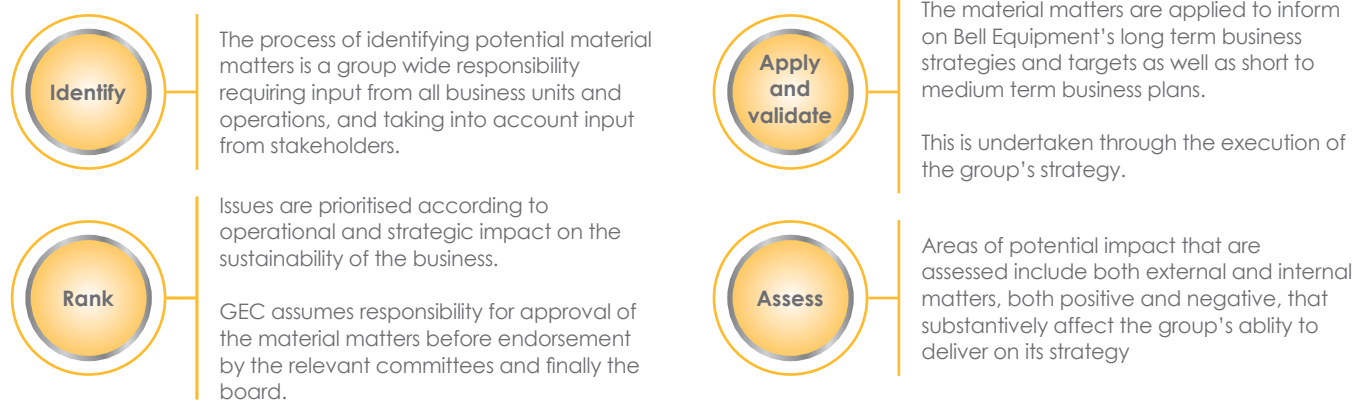 Identify
The process of identifying potential material
matters is a group wide responsibility
requiring input from all business units and
operations, and taking into account input
from stakeholders.
Rank
Issues are prioritised according to
operational and strategic impact on the
sustainability of the business.
GEC assumes responsibility for approval of
the material matters before endorsement
by the relevant committees and finally the
board.
Apply
and
validate
The material matters are applied to inform
on Bell Equipment’s long term business
strategies and targets as well as short to
medium term business plans.
This is undertaken through the execution of
the group’s strategy.
Assess
Areas of potential impact that are
assessed include both external and internal
matters, both positive and negative, that
substantively affect the group’s ablity to
deliver on its strategy